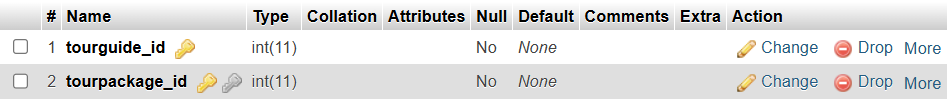 # Name Type Collation Attributes Null Default Comments Extra Action
1 tourguide_id int(11) No None Change Drop More
2 tourpackage_id int(11) No None Change Drop More